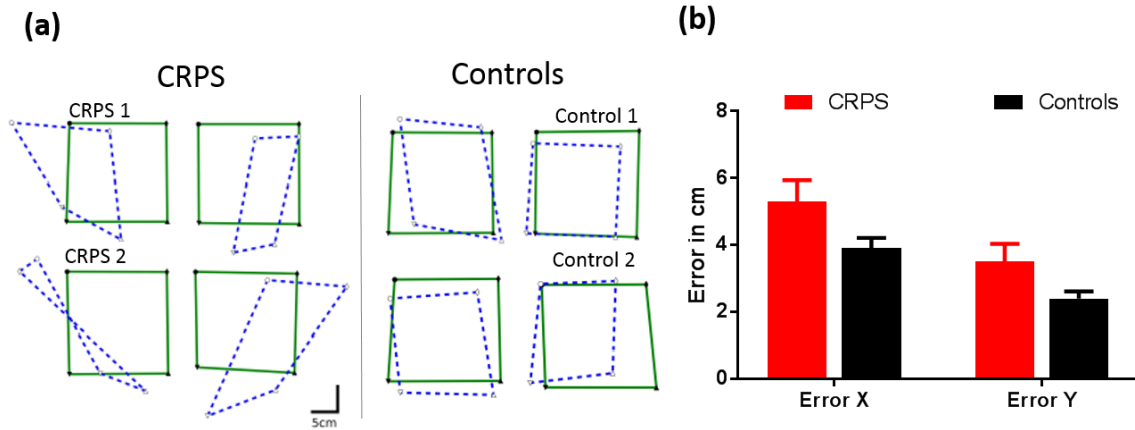 (a)
CRPS
Controls
CRPS 1
Control 1
CRPS 2
Control 2
5cm
(b)
CRPS
Controls
Error in cm
8
6
4
2
0
Error X
Error Y